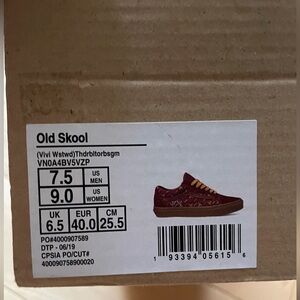 Old Skool
(Vivi Wstwd)Thdrbltorbsgm
VN0A4BV5VZP
7.5 US MEN
9.0 US WOMEN
UK EUR CM
6.5 40.0 25.5
PO#4000907589
DTP - 06/19
CPSIA PO/CUT#
400090758900020
1 93394 05615 6